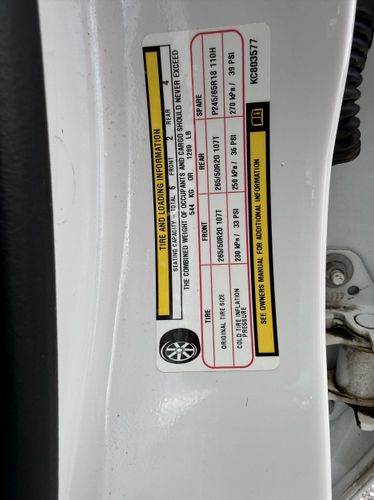 TIRE AND LOADING INFORMATION
SEATING CAPACITY - TOTAL 6 FRONT 2 REAR 4
THE COMBINED WEIGHT OF OCCUPANTS AND CARGO SHOULD NEVER EXCEED
544 KG OR 1200 LB
TIRE FRONT REAR SPARE
ORIGINAL TIRE SIZE 265/50R20 107T 265/50R20 107T P245/65R18 110H
COLD TIRE INFLATION PRESSURE 230 kPa / 33 PSI 250 kPa / 36 PSI 270 kPa / 39 PSI
SEE OWNERS MANUAL FOR ADDITIONAL INFORMATION
KC803577